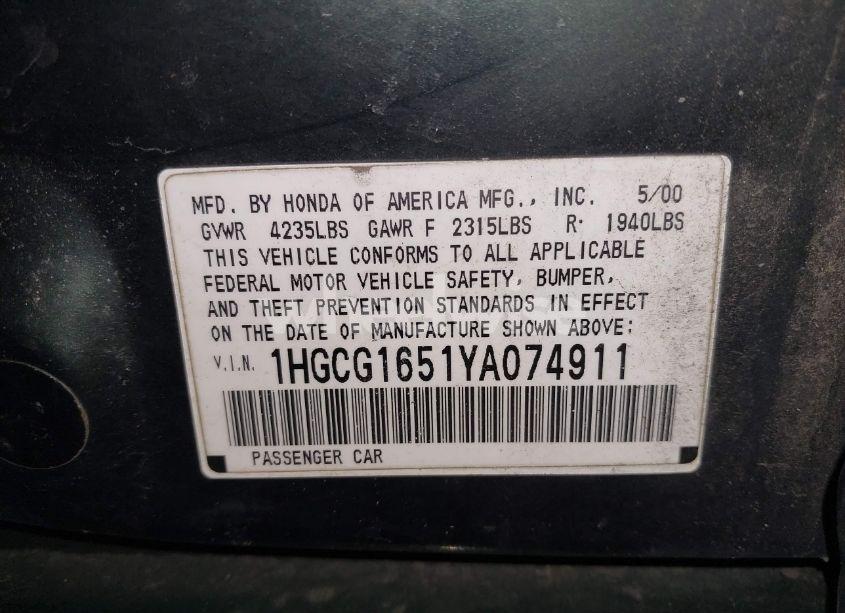 MFD. BY HONDA OF AMERICA MFG., INC. 5/00
GVWR 4235LBS GAWR F 2315LBS R· 1940LBS
THIS VEHICLE CONFORMS TO ALL APPLICABLE
FEDERAL MOTOR VEHICLE SAFETY, BUMPER,
AND THEFT PREVENTION STANDARDS IN EFFECT
ON THE DATE OF MANUFACTURE SHOWN ABOVE:
V.I.N. 1HGCG1651YA074911
PASSENGER CAR